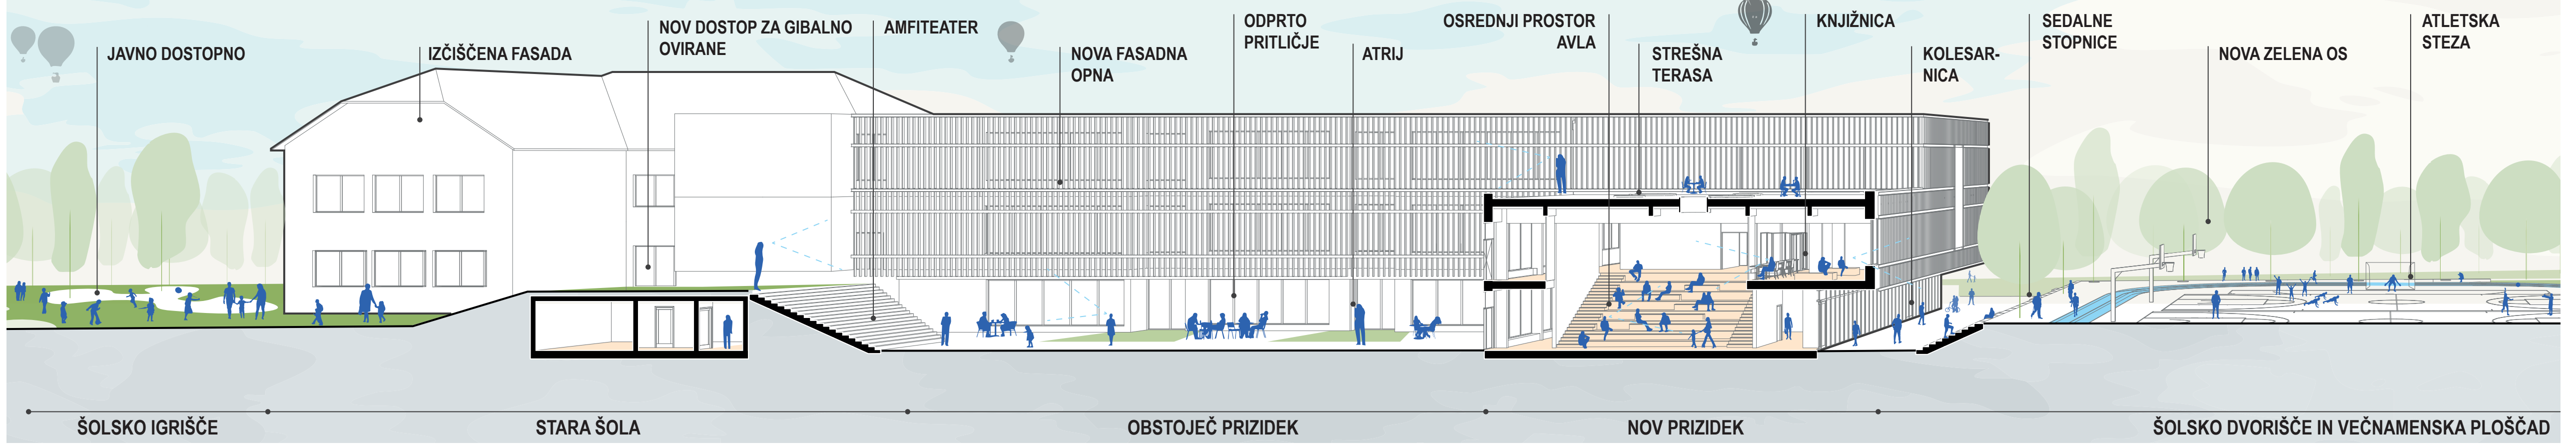 JAVNO DOSTOPNO
IZČIŠČENA FASADA
NOV DOSTOP ZA GIBALNO
OVIRANE
AMFITEATER
NOVA FASADNA
OPNA
ODPRTO
PRITLIČJE
ATRIJ
OSREDNJI PROSTOR
AVLA
STREŠNA
TERASA
KNJIŽNICA
KOLESAR-
NICA
SEDALNE
STOPNICE
NOVA ZELENA OS
ATLETSKA
STEZA
ŠOLSKO IGRIŠČE
STARA ŠOLA
OBSTOJEČ PRIZIDEK
NOV PRIZIDEK
ŠOLSKO DVORIŠČE IN VEČNAMENSKA PLOŠČAD